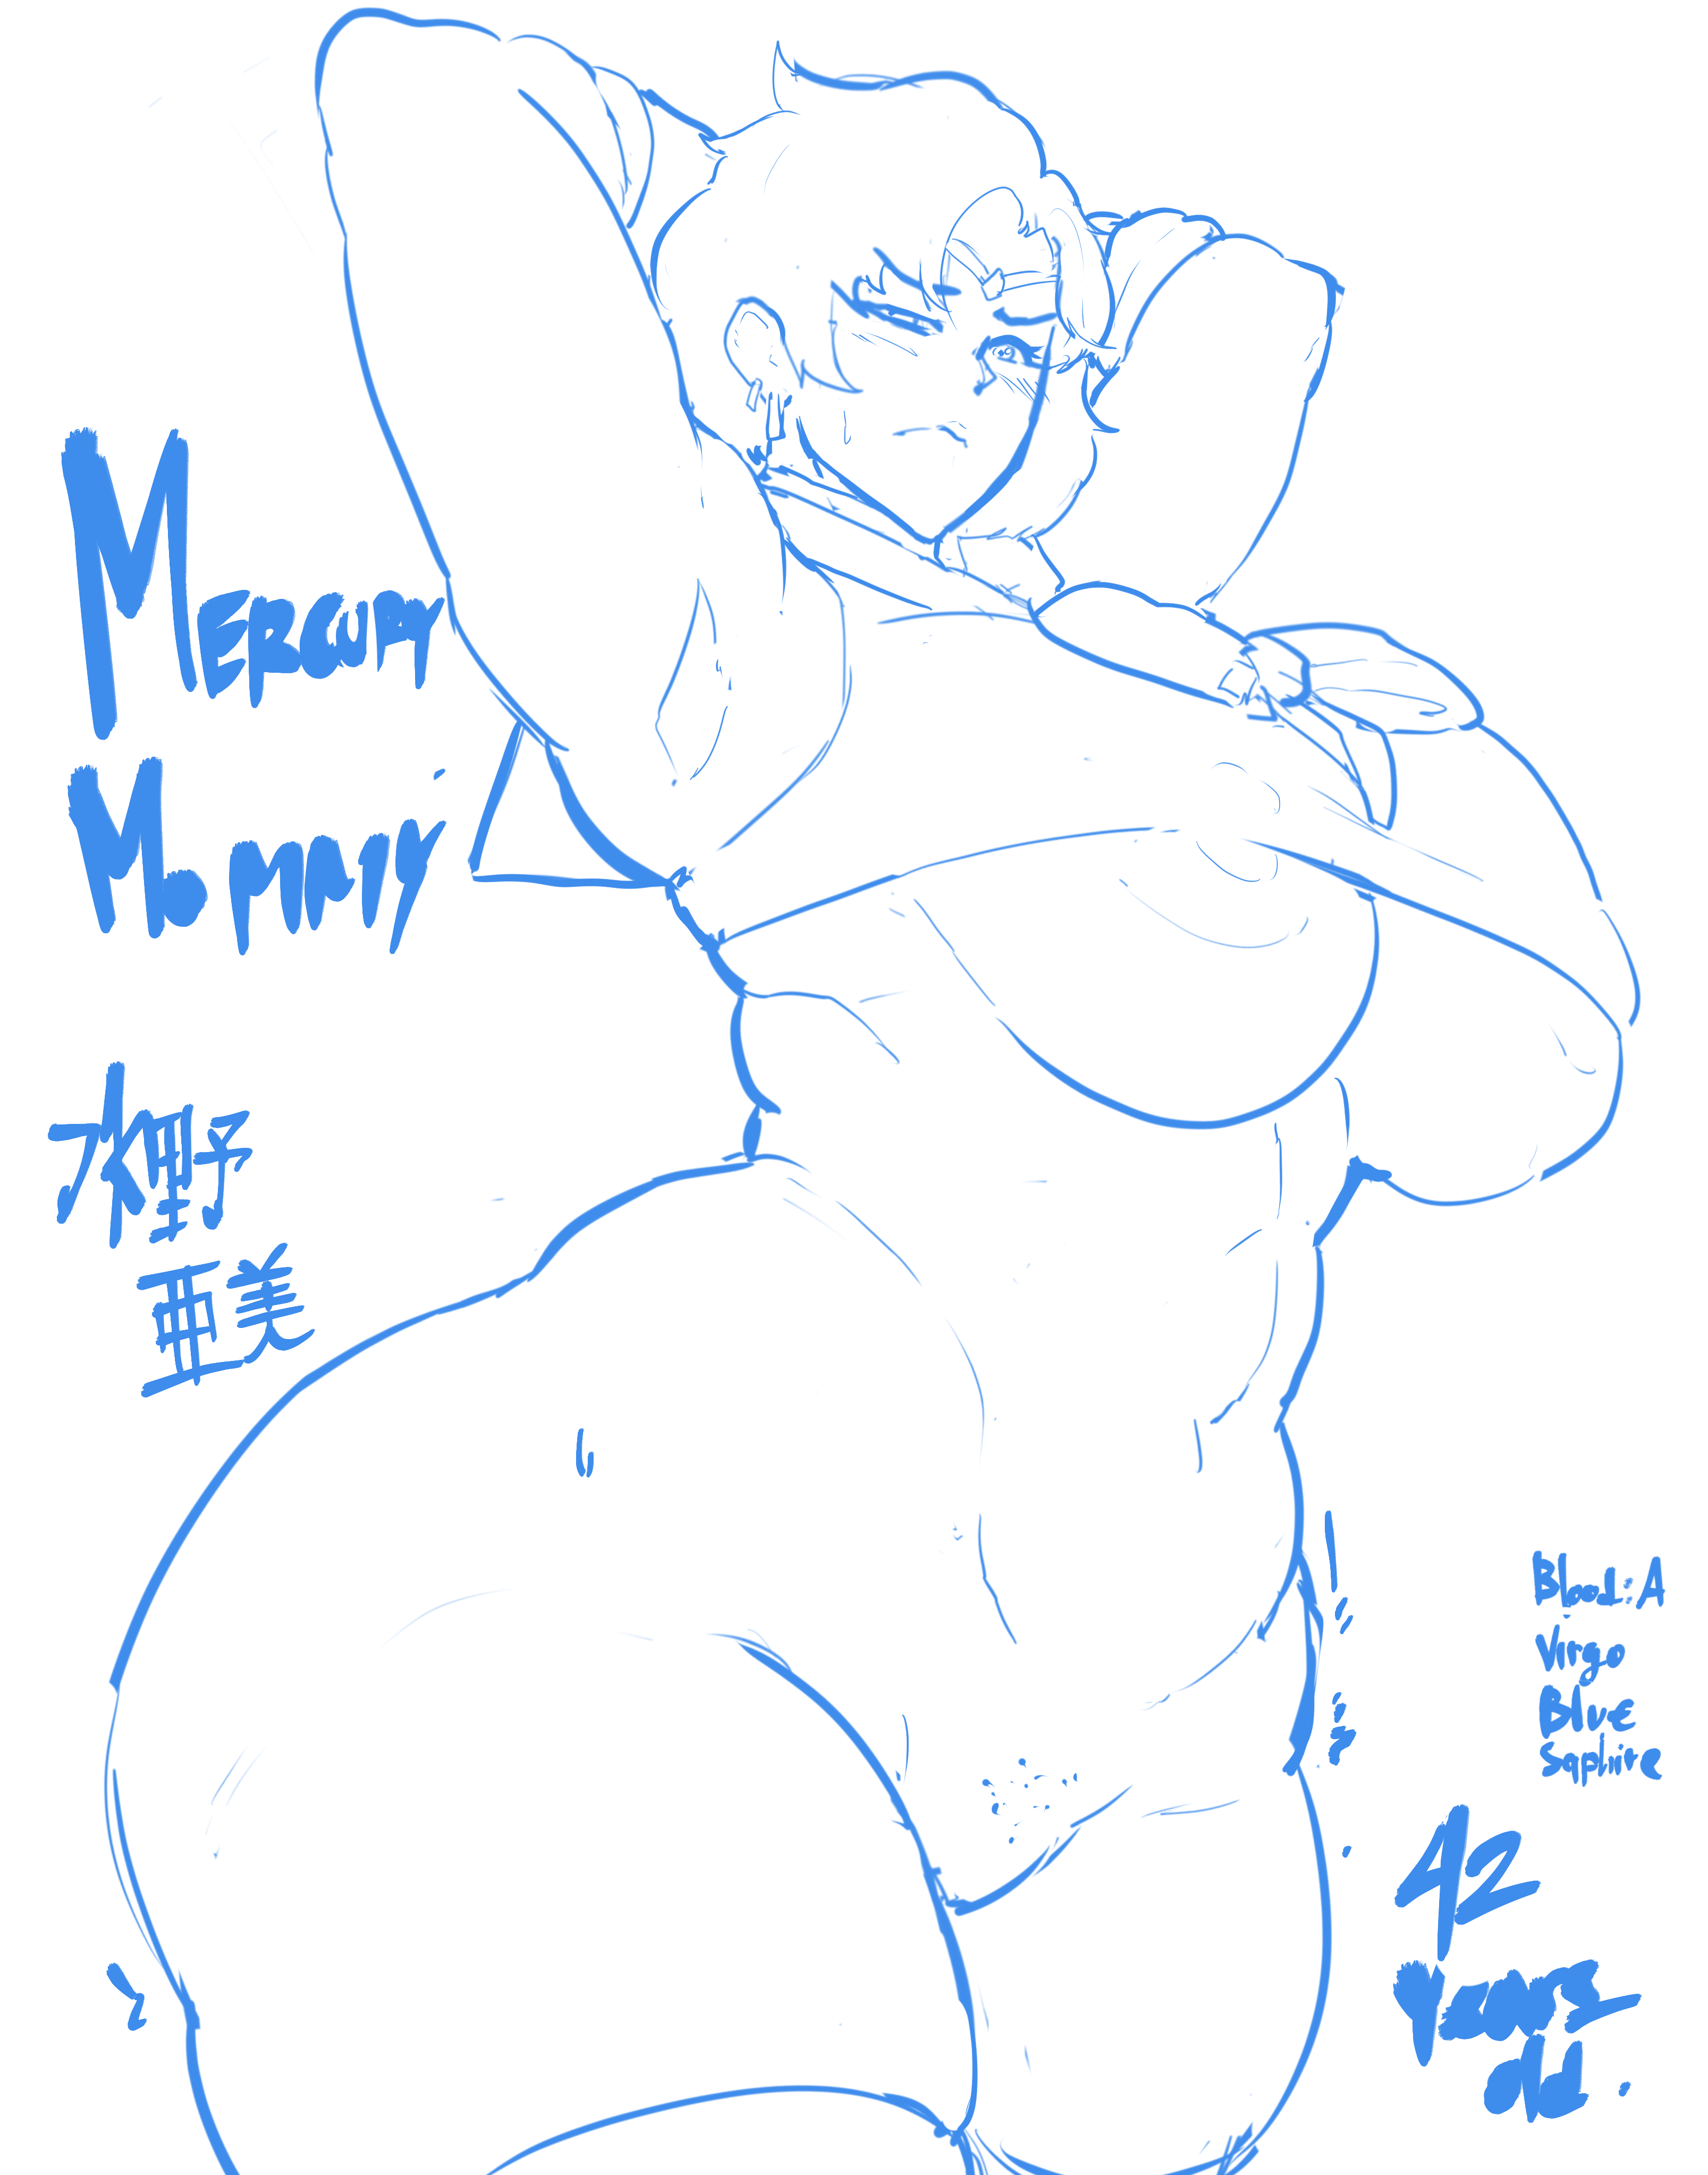 MERCURY
Mommy
水野
亜美
Blood: A
Virgo
Blue
Saphire
42
Years
old.